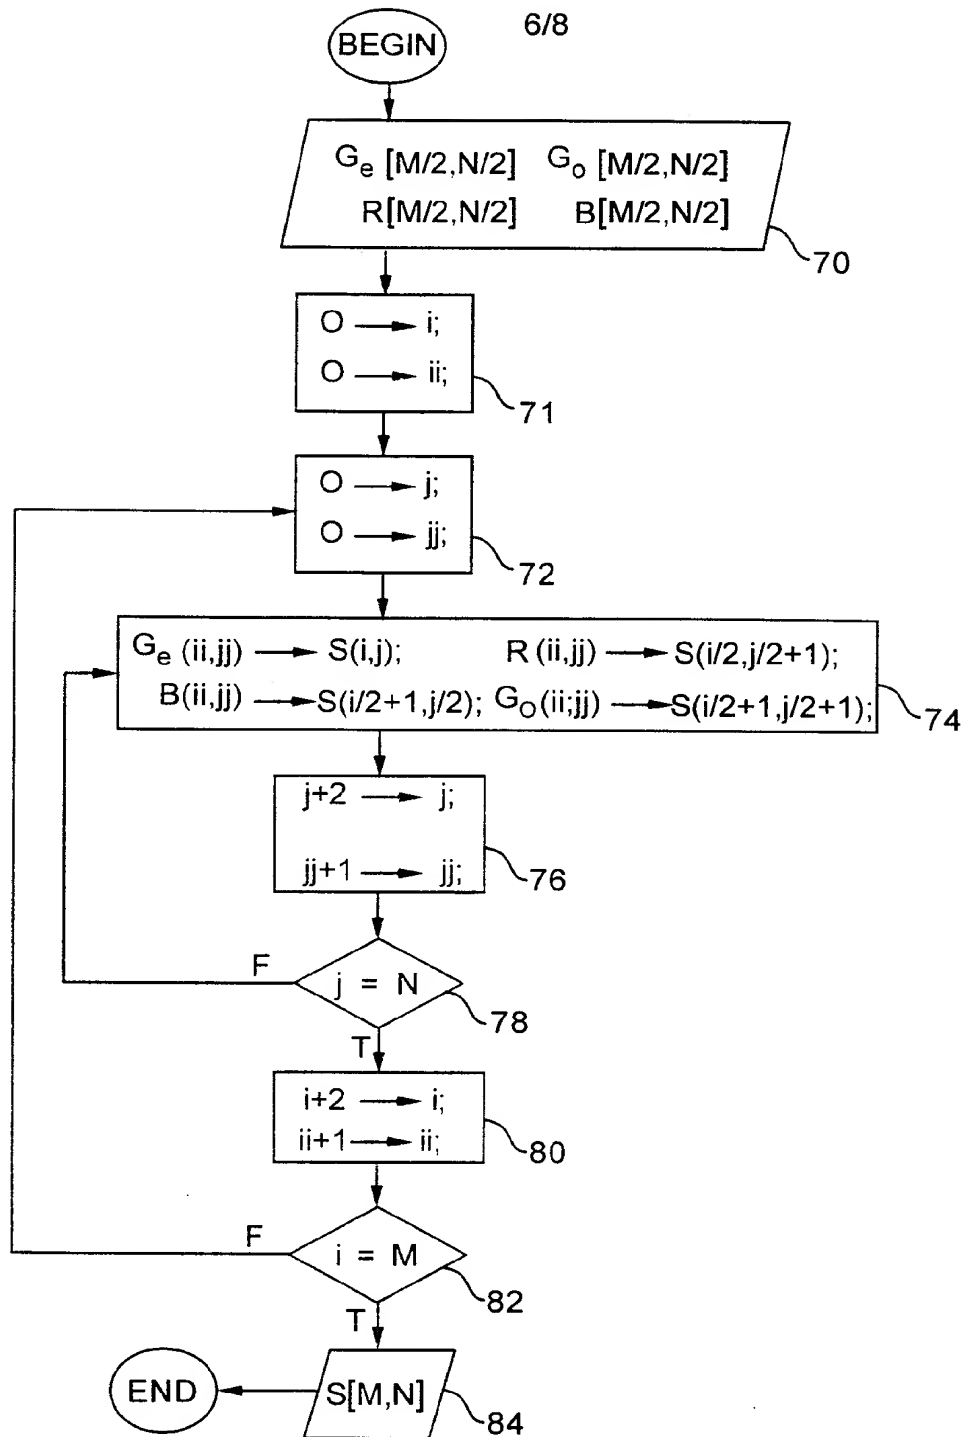 6/8
BEGIN
Ge [M/2,N/2] Go [M/2,N/2]
R[M/2,N/2] B[M/2,N/2]
70
O → i;
O → ii;
71
O → j;
O → jj;
72
Ge (ii,jj) → S(i,j); R (ii,jj) → S(i/2,j/2+1);
B(ii,jj) → S(i/2+1,j/2); GO(ii;jj) → S(i/2+1,j/2+1);
74
j+2 → j;
jj+1 → jj;
76
F
j = N
78
T
i+2 → i;
ii+1 → ii;
80
F
i = M
82
T
END
S[M,N]
84